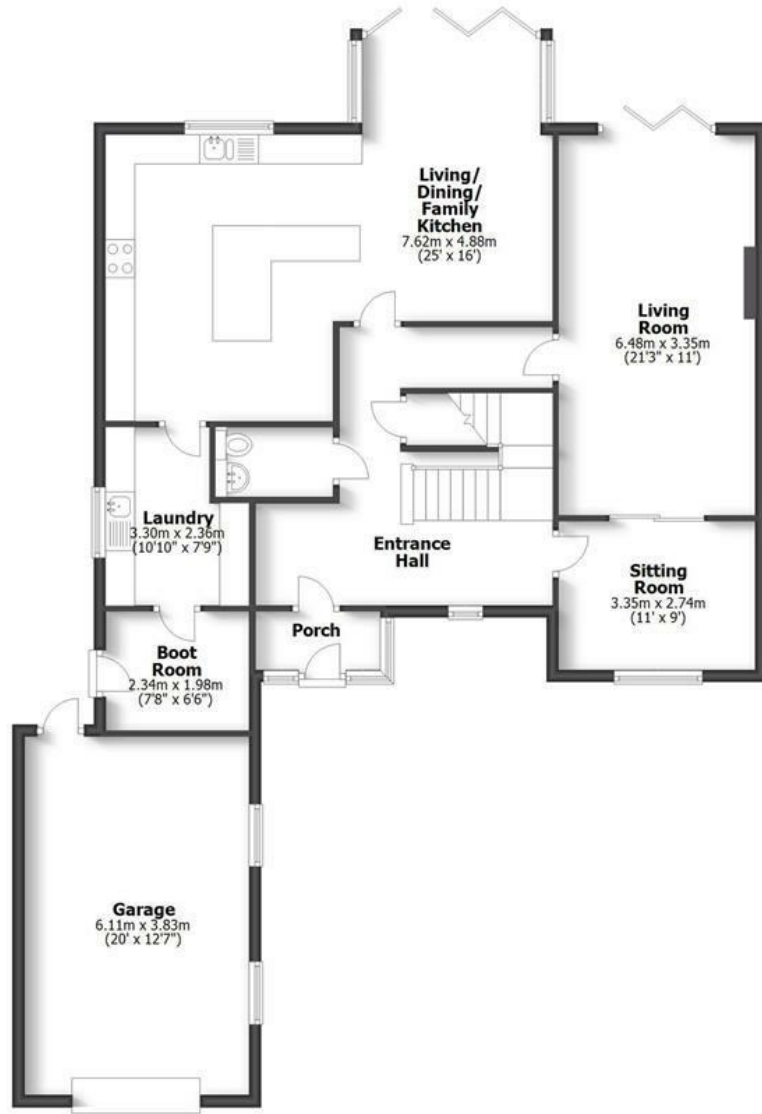 Living/
Dining/
Family
Kitchen
7.62m x 4.88m
(25' x 16')
Living
Room
6.48m x 3.35m
(21'3" x 11')
Laundry
3.30m x 2.36m
(10'10" x 7'9")
Entrance
Hall
Sitting
Room
3.35m x 2.74m
(11' x 9')
Porch
Boot
Room
2.34m x 1.98m
(7'8" x 6'6")
Garage
6.11m x 3.83m
(20' x 12'7")